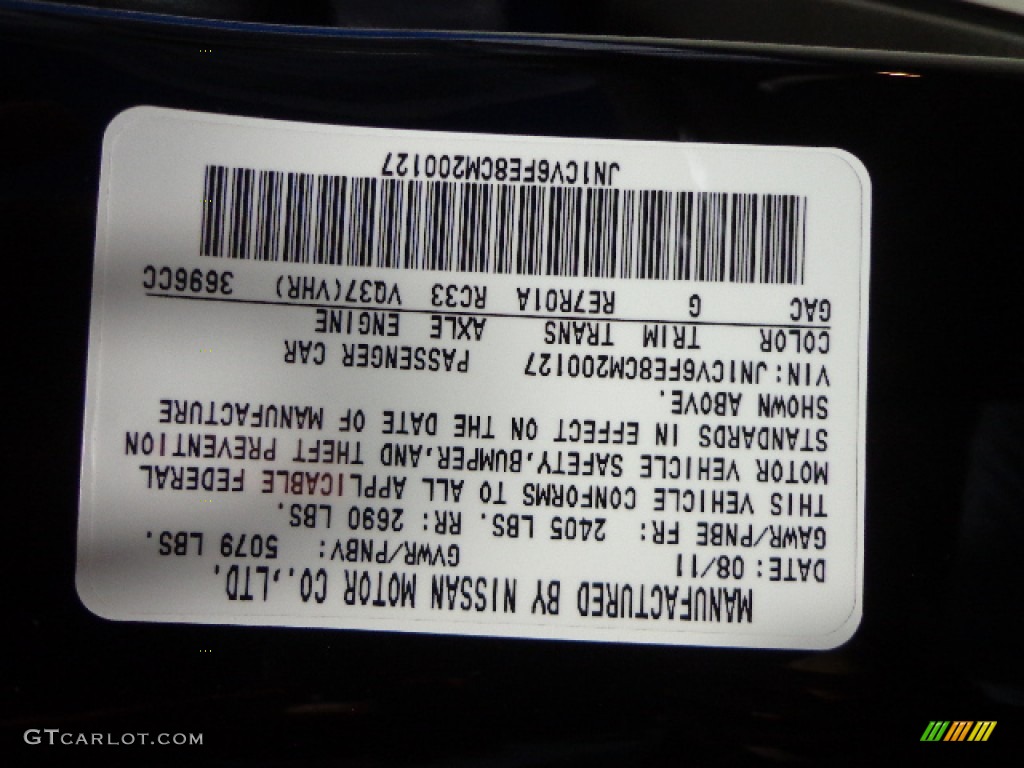 MANUFACTURED BY NISSAN MOTOR CO.,LTD.
DATE: 08/11 GVWR/PNBV: 5079 LBS.
GAWR/PNBE FR: 2405 LBS. RR: 2690 LBS.
THIS VEHICLE CONFORMS TO ALL APPLICABLE FEDERAL
MOTOR VEHICLE SAFETY,BUMPER,AND THEFT PREVENTION
STANDARDS IN EFFECT ON THE DATE OF MANUFACTURE
SHOWN ABOVE.
VIN:JN1CV6FE8CM200127 PASSENGER CAR
COLOR TRIM TRANS AXLE ENGINE
GAC G RE7R01A RC33 VQ37(VHR) 3696CC
JN1CV6FE8CM200127
GTCARLOT.COM